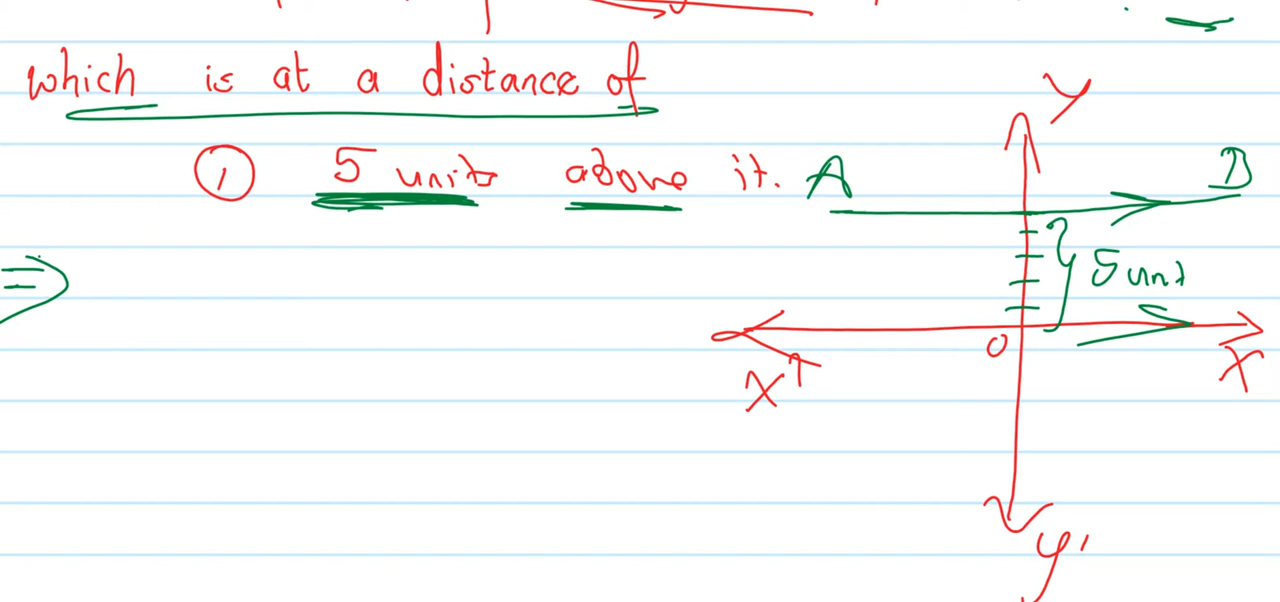 which is at a distance of
Y
① 5 units above it. A B
⇒ 5 unit
O X
X'
Y'